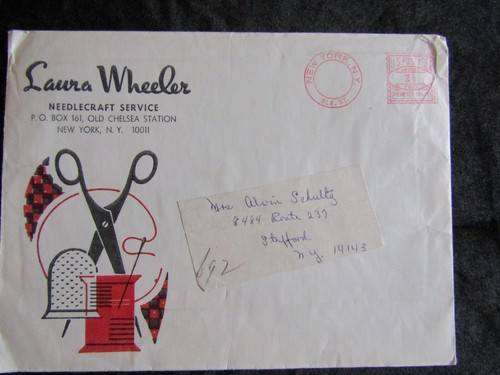 Laura Wheeler
NEEDLECRAFT SERVICE
P. O. BOX 161, OLD CHELSEA STATION
NEW YORK, N. Y. 10011
NEW YORK, N.Y.
Mrs Alvin Schultz
8484 Route 237
Stafford
N.Y. 14143
692